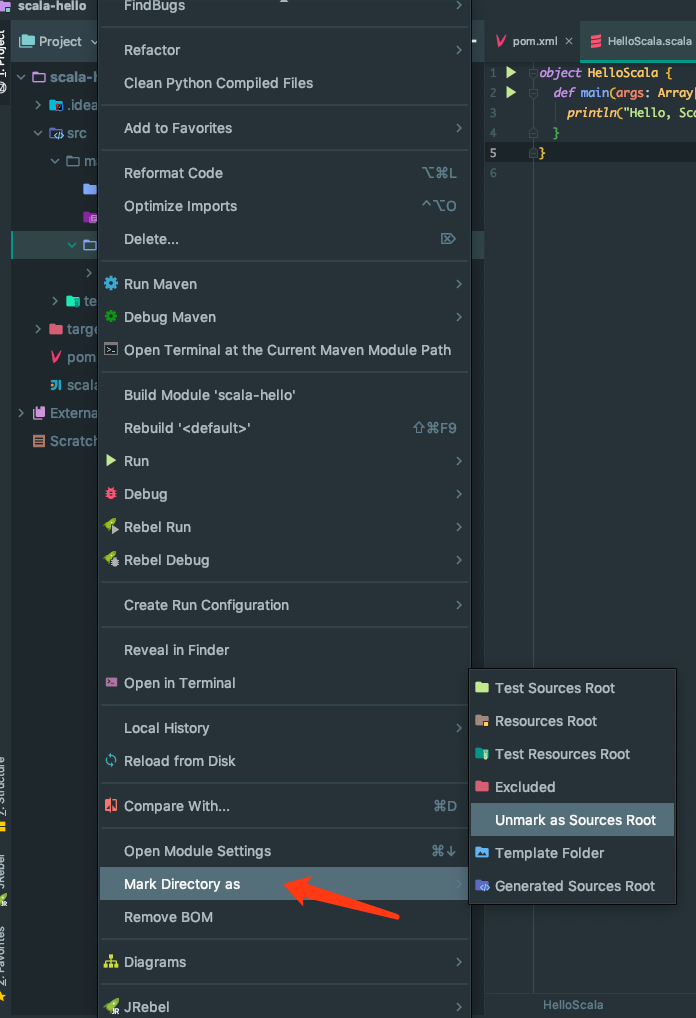 scala-hello
1: Project
Project
scala-h
.idea
src
ma
te
targe
pom
scala
Externa
Scratch
Z: Structure
JRebel
2: Favorites
FindBugs
Refactor
Clean Python Compiled Files
Add to Favorites
Reformat Code ⌥⌘L
Optimize Imports ^⌥O
Delete... ⌦
Run Maven
Debug Maven
Open Terminal at the Current Maven Module Path
Build Module 'scala-hello'
Rebuild '<default>' ⇧⌘F9
Run
Debug
Rebel Run
Rebel Debug
Create Run Configuration
Reveal in Finder
Open in Terminal
Local History
Reload from Disk
Compare With... ⌘D
Open Module Settings ⌘↓
Mark Directory as
Remove BOM
Diagrams
JRebel
Test Sources Root
Resources Root
Test Resources Root
Excluded
Unmark as Sources Root
Template Folder
Generated Sources Root
pom.xml
HelloScala.scala
1 object HelloScala {
2 def main(args: Array[
3 println("Hello, Sca
4 }
5 }
6
HelloScala